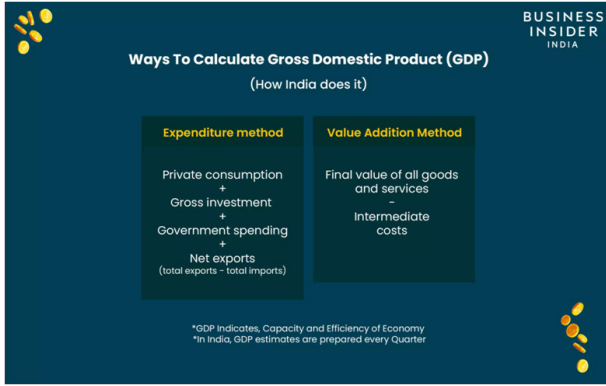 BUSINESS
INSIDER
INDIA
Ways To Calculate Gross Domestic Product (GDP)
(How India does it)
Expenditure method
Private consumption
+
Gross investment
+
Government spending
+
Net exports
(total exports - total imports)
Value Addition Method
Final value of all goods
and services
-
Intermediate
costs
*GDP Indicates, Capacity and Efficiency of Economy
*In India, GDP estimates are prepared every Quarter